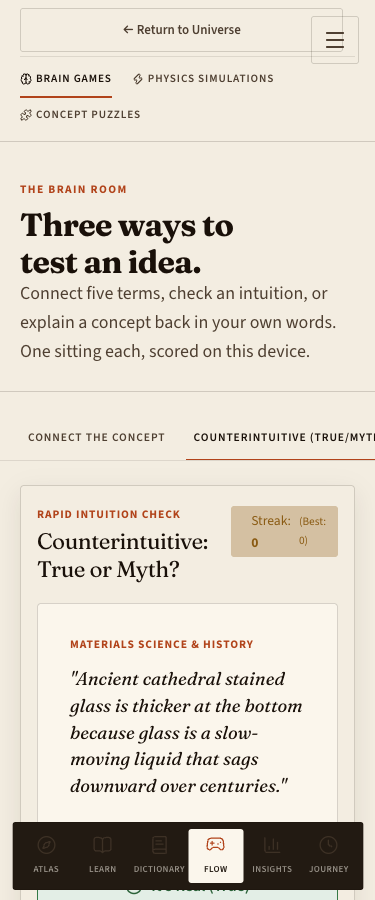 ← Return to Universe
BRAIN GAMES
PHYSICS SIMULATIONS
CONCEPT PUZZLES
THE BRAIN ROOM
Three ways to
test an idea.
Connect five terms, check an intuition, or
explain a concept back in your own words.
One sitting each, scored on this device.
CONNECT THE CONCEPT
COUNTERINTUITIVE (TRUE/MYT
RAPID INTUITION CHECK
Counterintuitive:
True or Myth?
Streak: 0
(Best: 0)
MATERIALS SCIENCE & HISTORY
"Ancient cathedral stained
glass is thicker at the bottom
because glass is a slow-
moving liquid that sags
downward over centuries."
ATLAS
LEARN
DICTIONARY
FLOW
INSIGHTS
JOURNEY